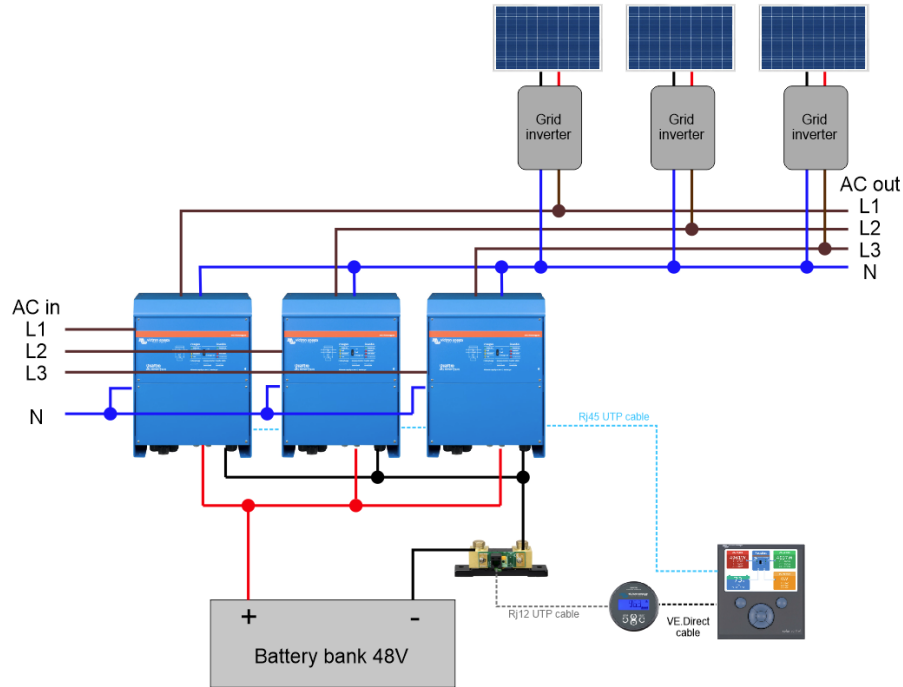 Grid
inverter
Grid
inverter
Grid
inverter
AC out
L1
L2
L3
N
AC in
L1
L2
L3
N
Rj45 UTP cable
Rj12 UTP cable
VE.Direct
cable
+
-
Battery bank 48V